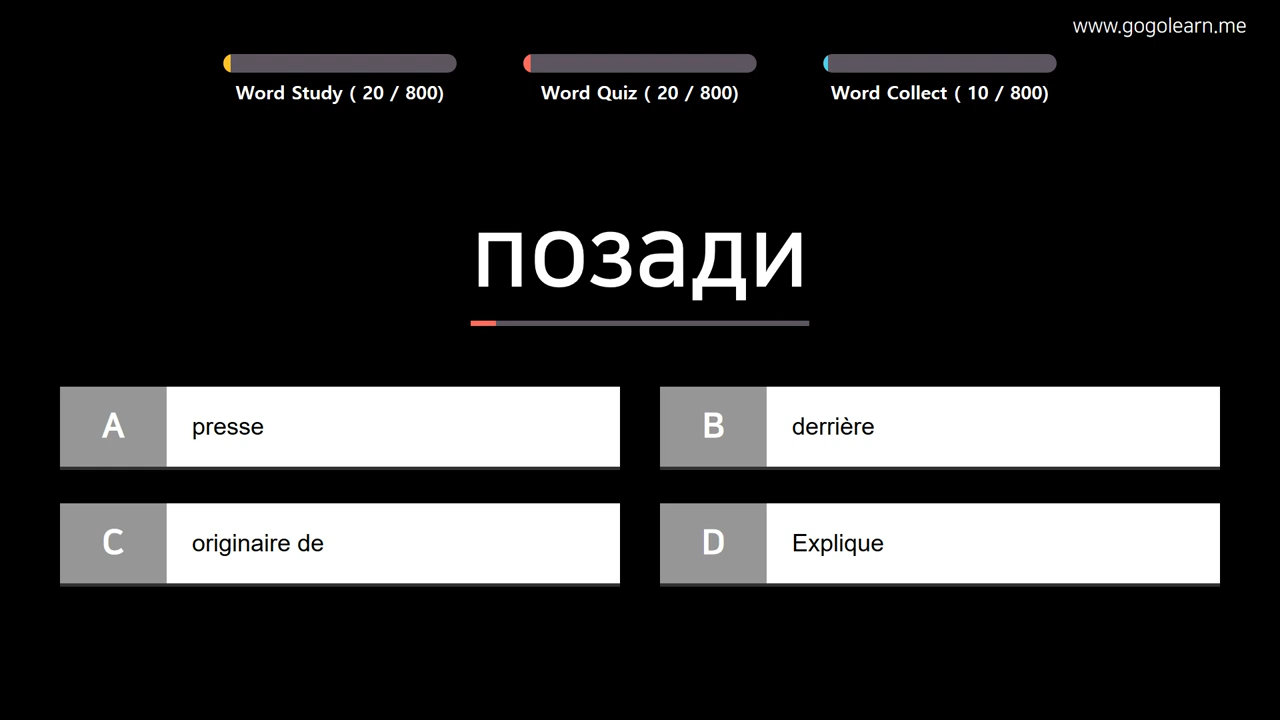 www.gogolearn.me
Word Study ( 20 / 800)
Word Quiz ( 20 / 800)
Word Collect ( 10 / 800)
позади
A presse
B derrière
C originaire de
D Explique